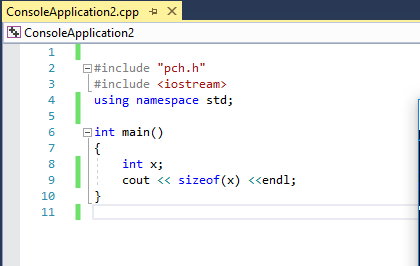 ConsoleApplication2.cpp
ConsoleApplication2
1
2 #include "pch.h"
3 #include <iostream>
4 using namespace std;
5
6 int main()
7 {
8 int x;
9 cout << sizeof(x) <<endl;
10 }
11